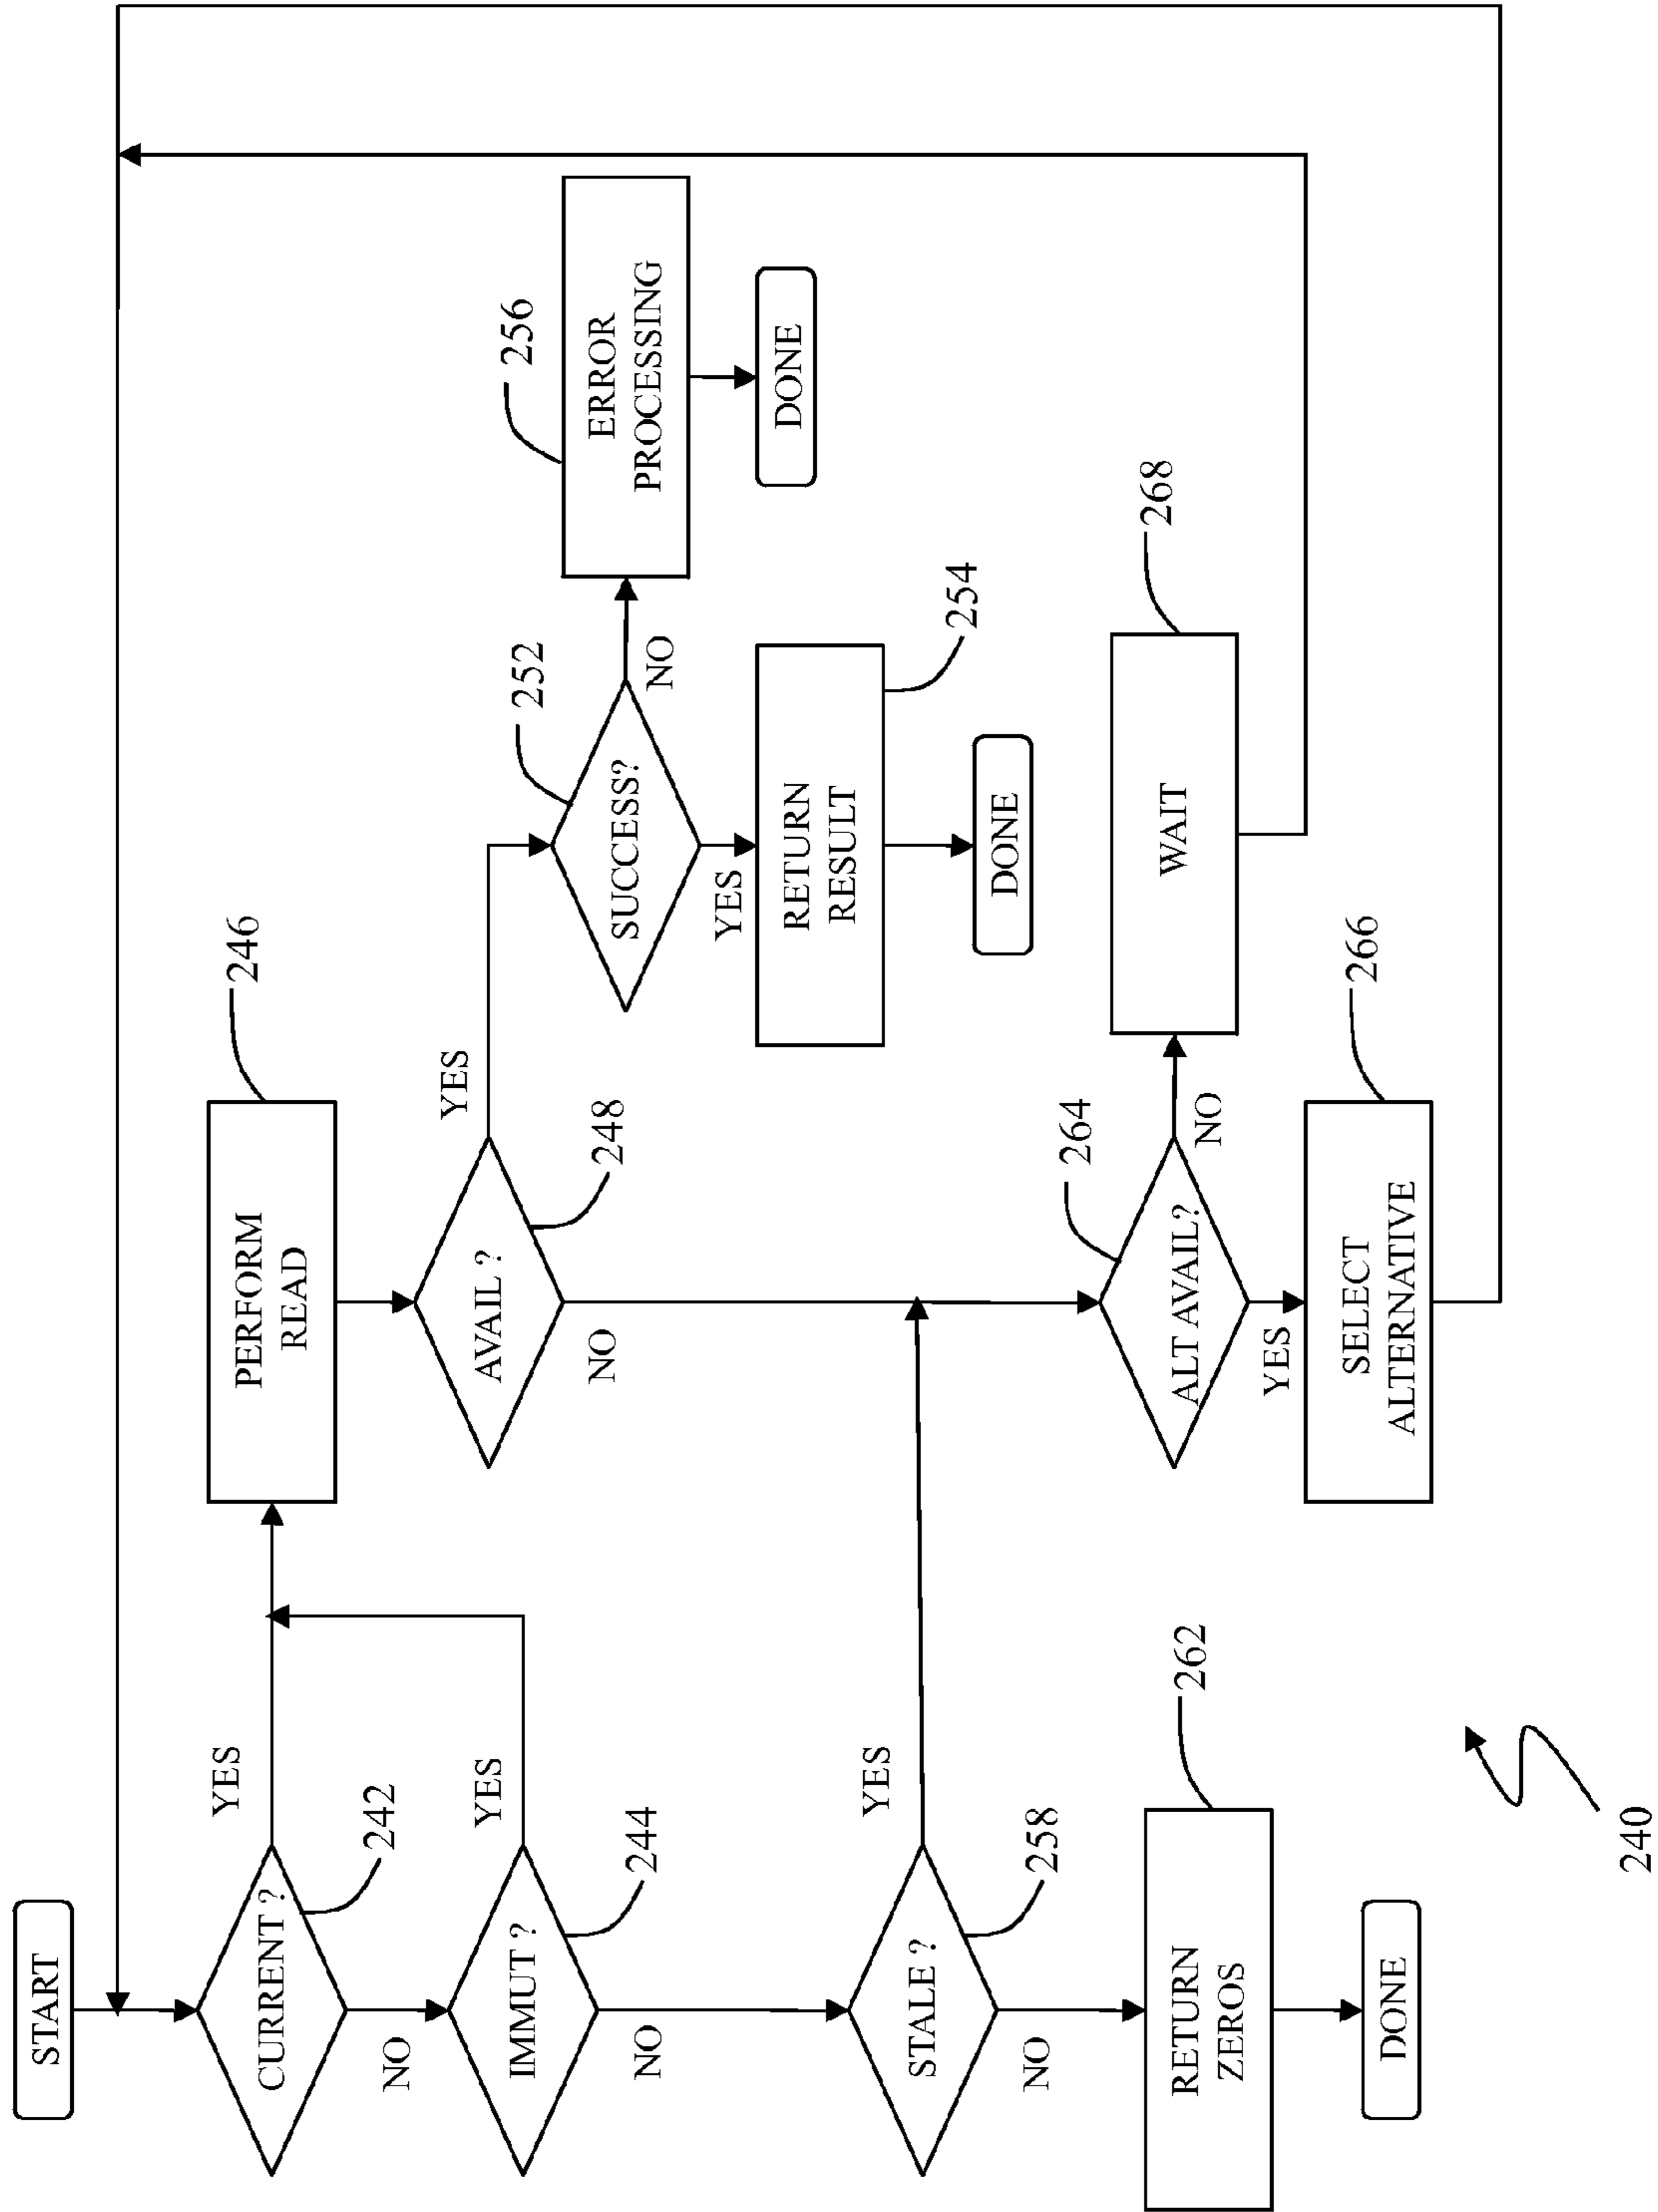 START
CURRENT ?
242
YES
NO
IMMUT ?
244
YES
NO
STALE ?
258
YES
NO
RETURN
ZEROS
262
DONE
PERFORM
READ
246
AVAIL ?
248
YES
NO
SUCCESS?
252
NO
YES
ERROR
PROCESSING
256
DONE
RETURN
RESULT
254
DONE
ALT AVAIL?
264
NO
YES
WAIT
268
SELECT
ALTERNATIVE
266
240